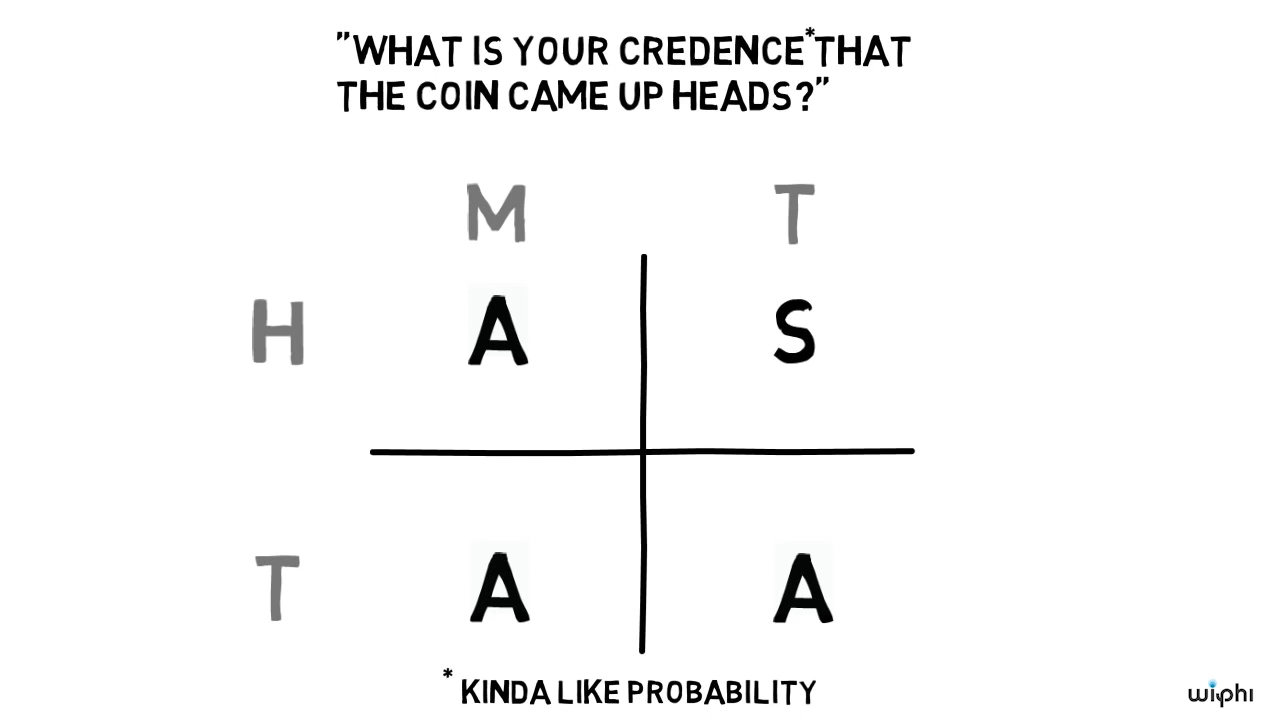 "WHAT IS YOUR CREDENCE*THAT
THE COIN CAME UP HEADS?"
M T
H A S
T A A
* KINDA LIKE PROBABILITY
wiphi